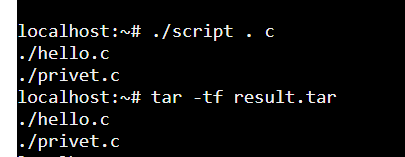 localhost:~# ./script . c
./hello.c
./privet.c
localhost:~# tar -tf result.tar
./hello.c
./privet.c